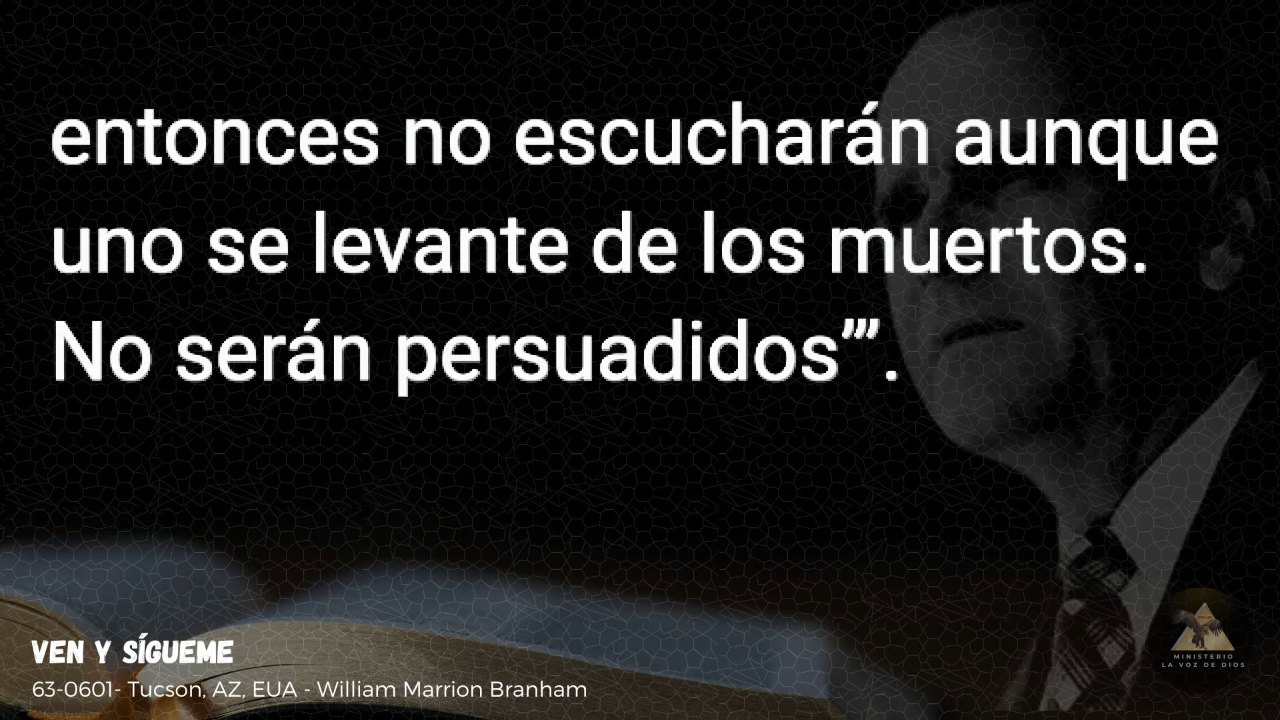 entonces no escucharán aunque
uno se levante de los muertos.
No serán persuadidos”’.
VEN Y SÍGUEME
63-0601- Tucson, AZ, EUA - William Marrion Branham
MINISTERIO
LA VOZ DE DIOS